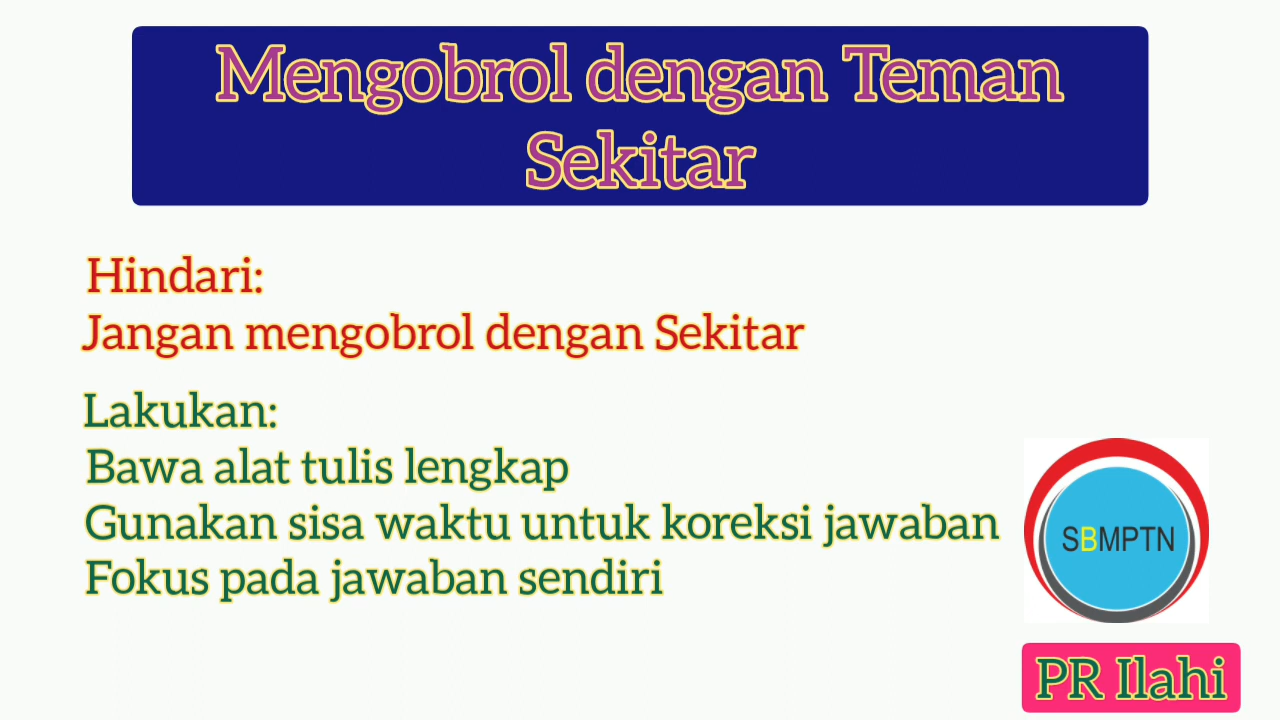 Mengobrol dengan Teman
Sekitar
Hindari:
Jangan mengobrol dengan Sekitar
Lakukan:
Bawa alat tulis lengkap
Gunakan sisa waktu untuk koreksi jawaban
Fokus pada jawaban sendiri
SBMPTN
PR Ilahi